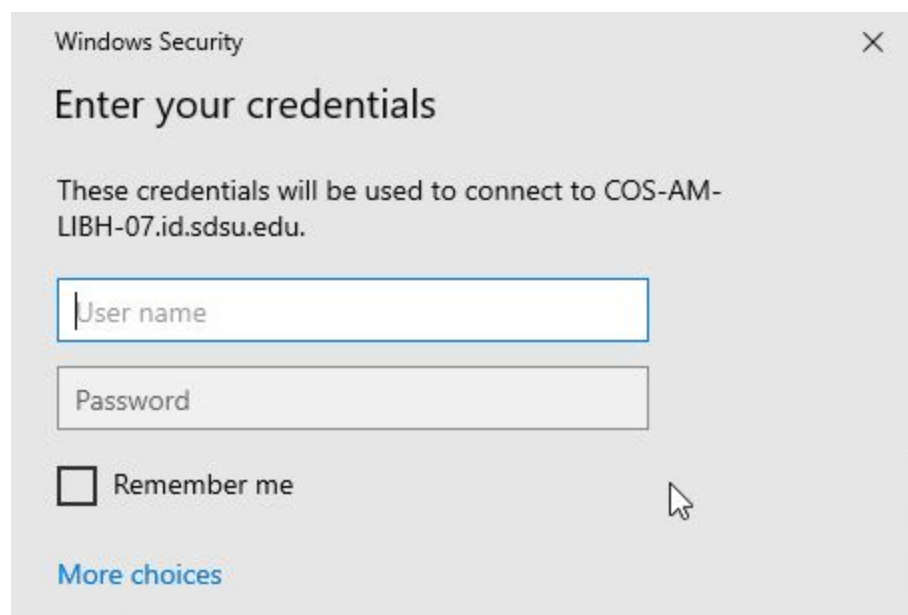 Windows Security
Enter your credentials
These credentials will be used to connect to COS-AM-
LIBH-07.id.sdsu.edu.
User name
Password
Remember me
More choices